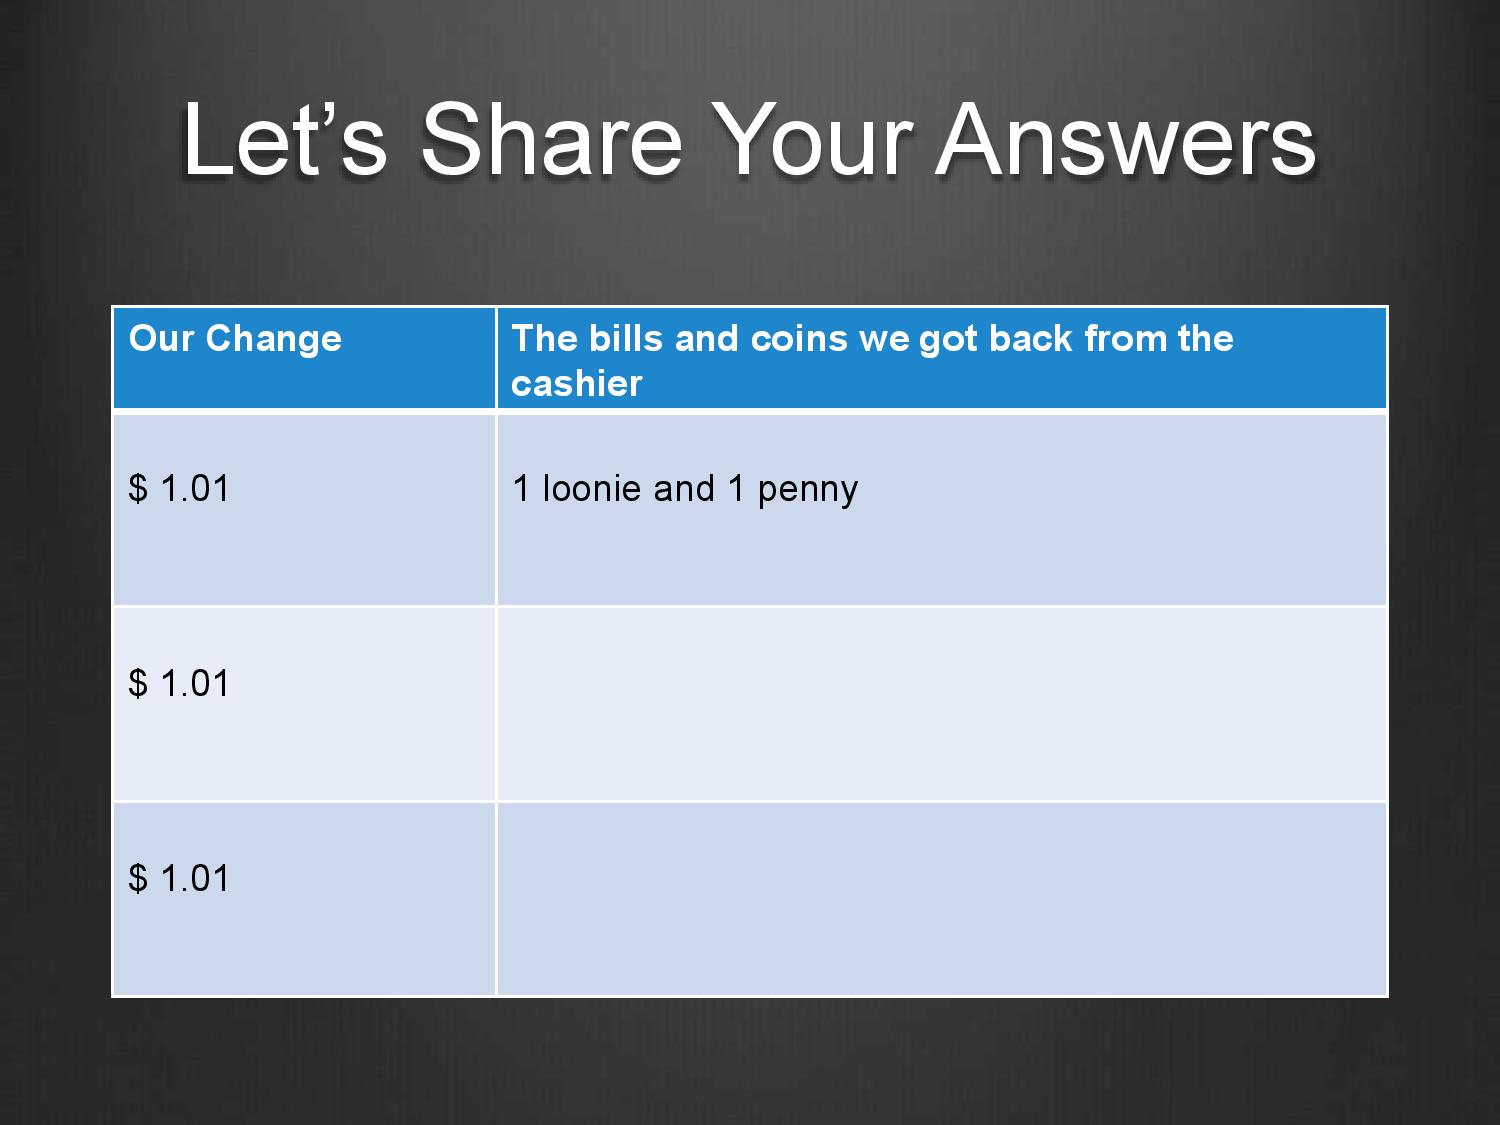 Let’s Share Your Answers
Our Change
The bills and coins we got back from the
cashier
$ 1.01
1 loonie and 1 penny
$ 1.01
$ 1.01